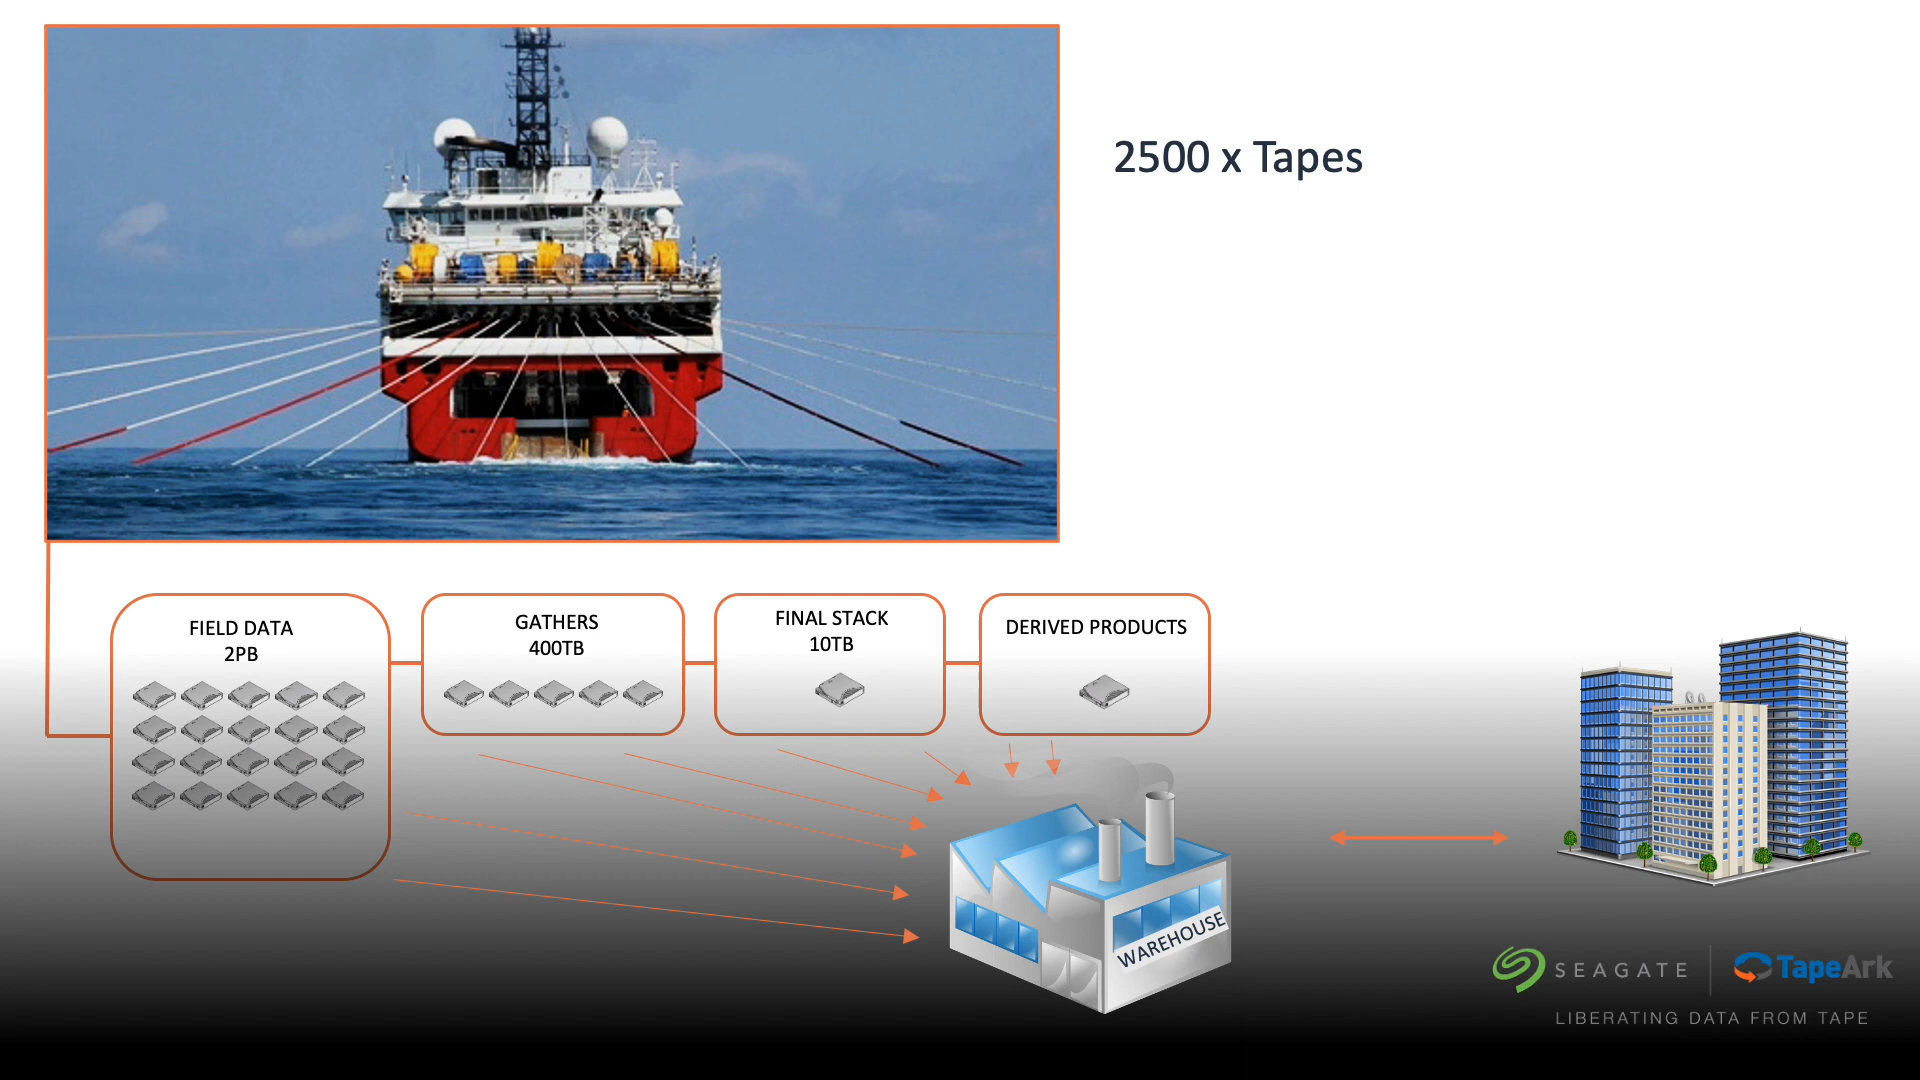 2500 x Tapes
FIELD DATA
2PB
GATHERS
400TB
FINAL STACK
10TB
DERIVED PRODUCTS
WAREHOUSE
SEAGATE
TapeArk
LIBERATING DATA FROM TAPE